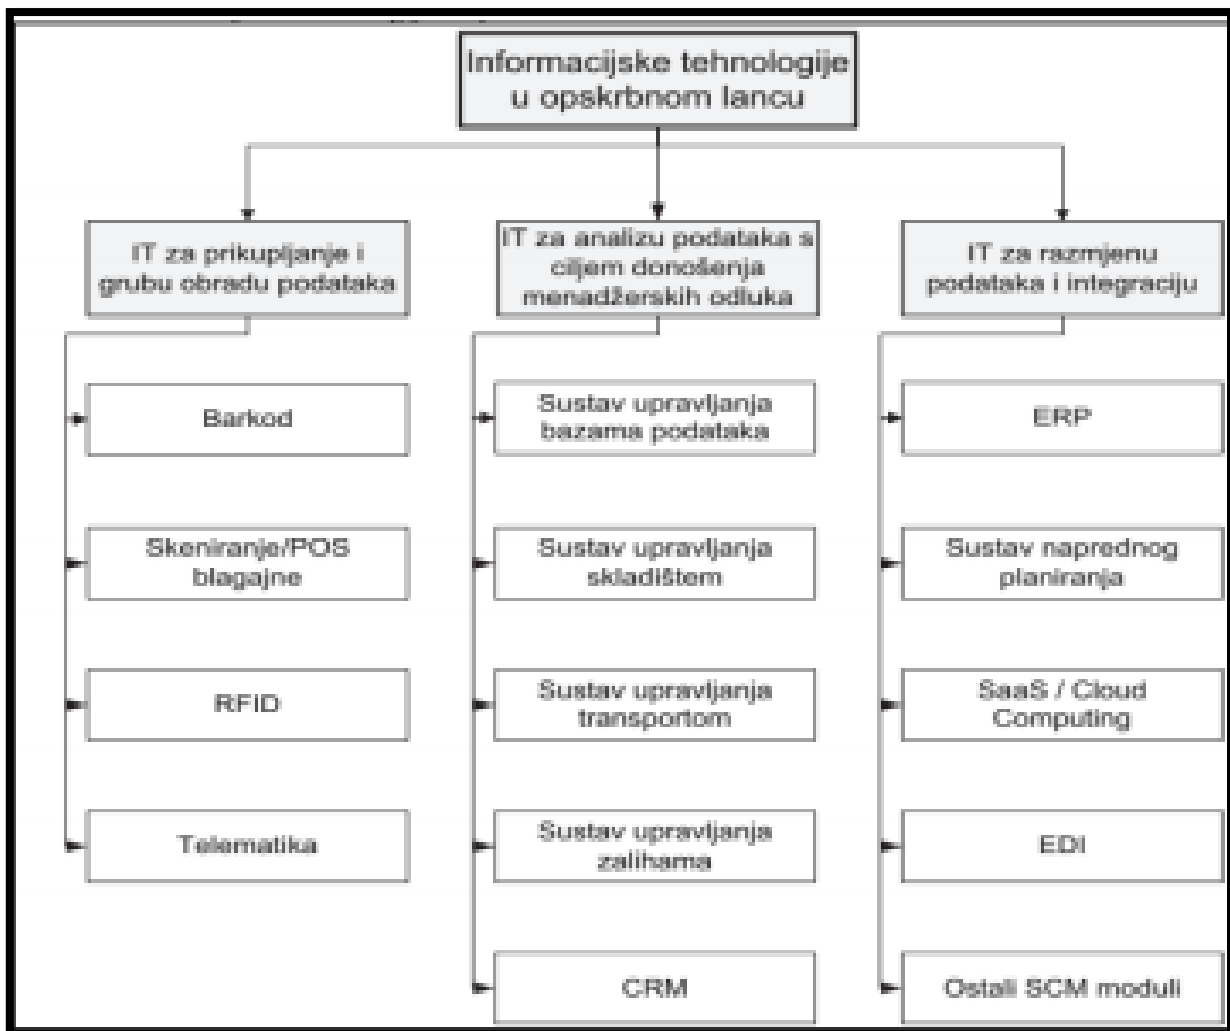 Informacijske tehnologije
u opskrbnom lancu
IT za prikupljanje i
grubu obradu podataka
IT za analizu podataka s
ciljem donošenja
menadžerskih odluka
IT za razmjenu
podataka i integraciju
Barkod
Skeniranje/POS
blagajne
RFID
Telematika
Sustav upravljanja
bazama podataka
Sustav upravljanja
skladištem
Sustav upravljanja
transportom
Sustav upravljanja
zalihama
CRM
ERP
Sustav naprednog
planiranja
SaaS / Cloud
Computing
EDI
Ostali SCM moduli